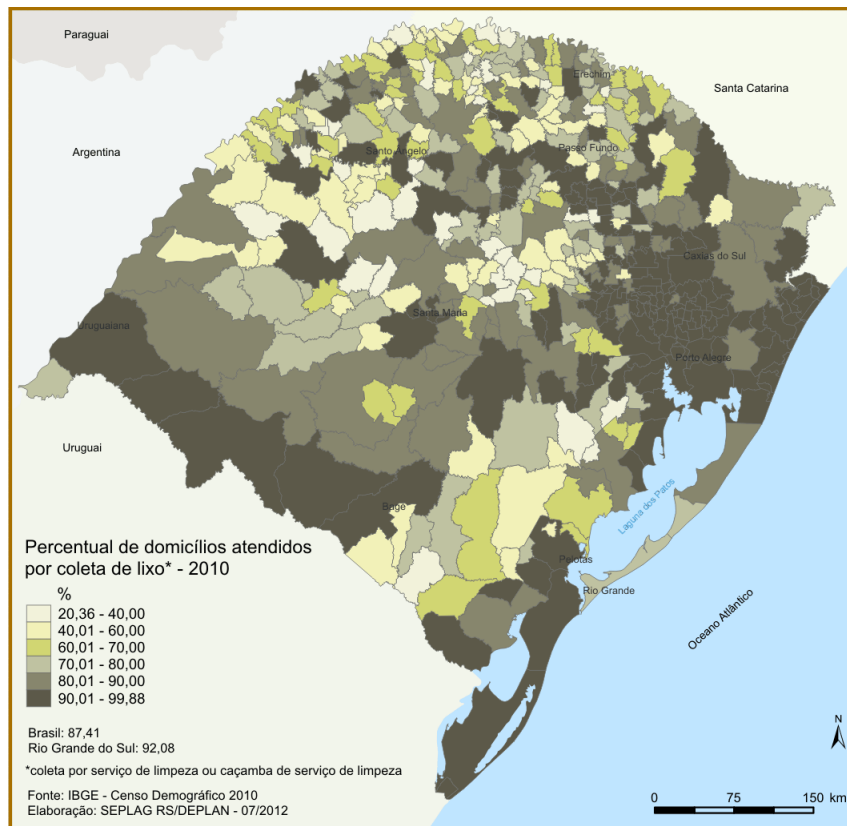 Paraguai
Santa Catarina
Erechim
Argentina
Santo Ângelo
Passo Fundo
Caxias do Sul
Uruguaiana
Santa Maria
Porto Alegre
Uruguai
Laguna dos Patos
Bagé
Pelotas
Rio Grande
Oceano Atlântico
Percentual de domicílios atendidos
por coleta de lixo* - 2010
%
20,36 - 40,00
40,01 - 60,00
60,01 - 70,00
70,01 - 80,00
80,01 - 90,00
90,01 - 99,88
Brasil: 87,41
Rio Grande do Sul: 92,08
*coleta por serviço de limpeza ou caçamba de serviço de limpeza
Fonte: IBGE - Censo Demográfico 2010
Elaboração: SEPLAG RS/DEPLAN - 07/2012
N
0 75 150 km